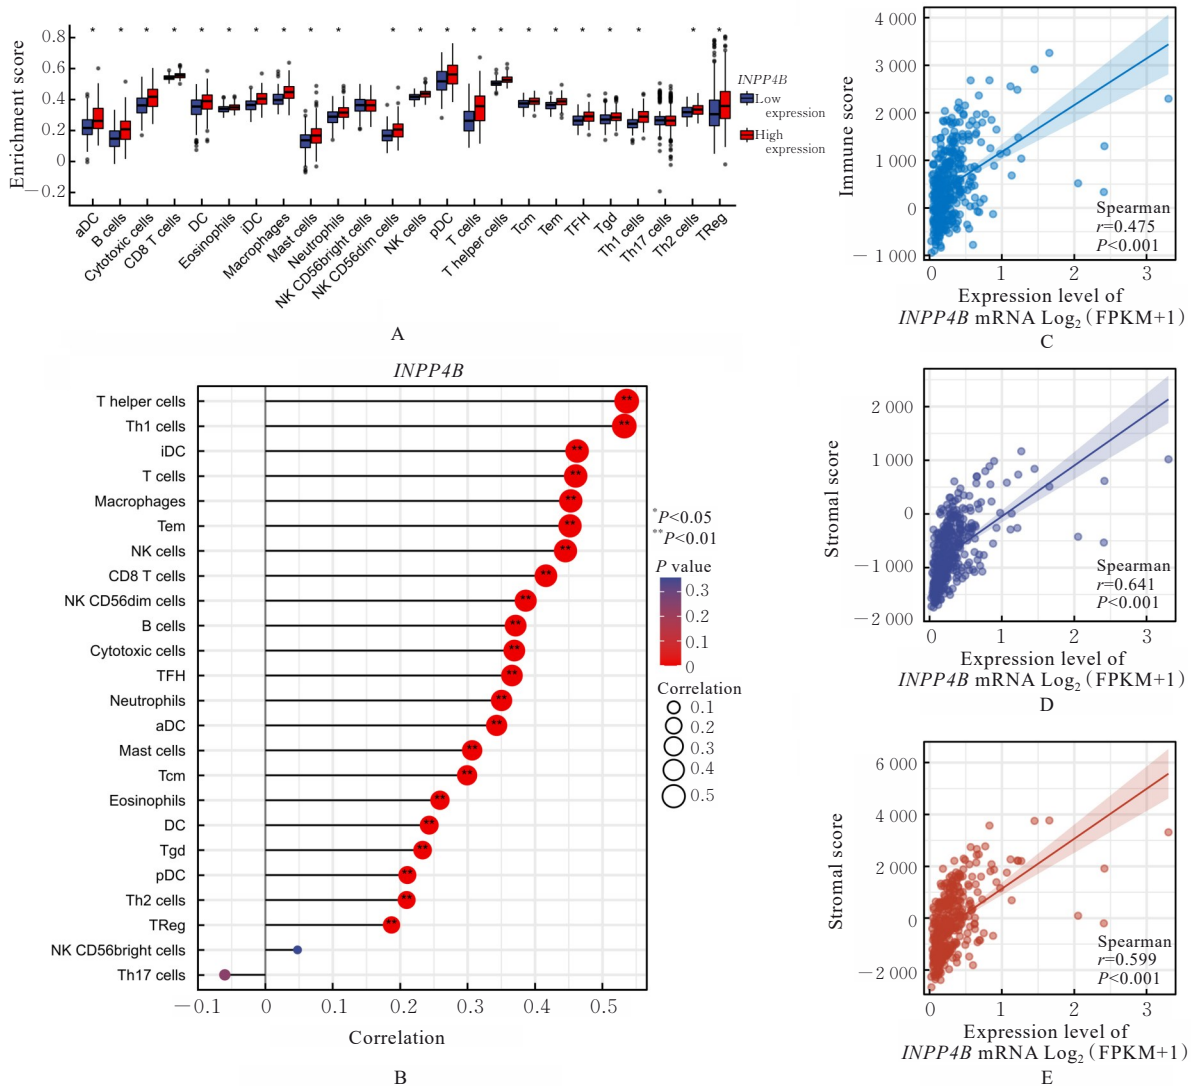 * * * * * * * * * * * * * * * * * * * * *
0.8
0.6
0.4
0.2
0
−0.2
Enrichment score
INPP4B
Low
expression
High
expression
aDC
B cells
Cytotoxic cells
CD8 T cells
DC
Eosinophils
iDC
Macrophages
Mast cells
Neutrophils
NK CD56bright cells
NK CD56dim cells
NK cells
pDC
T cells
T helper cells
Tcm
Tem
TFH
Tgd
Th1 cells
Th17 cells
Th2 cells
TReg
A
INPP4B
T helper cells **
Th1 cells **
iDC **
T cells **
Macrophages **
Tem **
NK cells **
CD8 T cells **
NK CD56dim cells **
B cells **
Cytotoxic cells **
TFH **
Neutrophils **
aDC **
Mast cells **
Tcm **
Eosinophils **
DC **
Tgd **
pDC **
Th2 cells **
TReg **
NK CD56bright cells
Th17 cells
−0.1 0 0.1 0.2 0.3 0.4 0.5
Correlation
*P<0.05
**P<0.01
P value
0.3
0.2
0.1
0
Correlation
0.1
0.2
0.3
0.4
0.5
B
4 000
3 000
2 000
1 000
0
−1 000
Immune score
Spearman
r=0.475
P<0.001
0 1 2 3
Expression level of
INPP4B mRNA Log₂ (FPKM+1)
C
2 000
1 000
0
−1 000
−2 000
Stromal score
Spearman
r=0.641
P<0.001
0 1 2 3
Expression level of
INPP4B mRNA Log₂ (FPKM+1)
D
6 000
4 000
2 000
0
−2 000
Stromal score
Spearman
r=0.599
P<0.001
0 1 2 3
Expression level of
INPP4B mRNA Log₂ (FPKM+1)
E